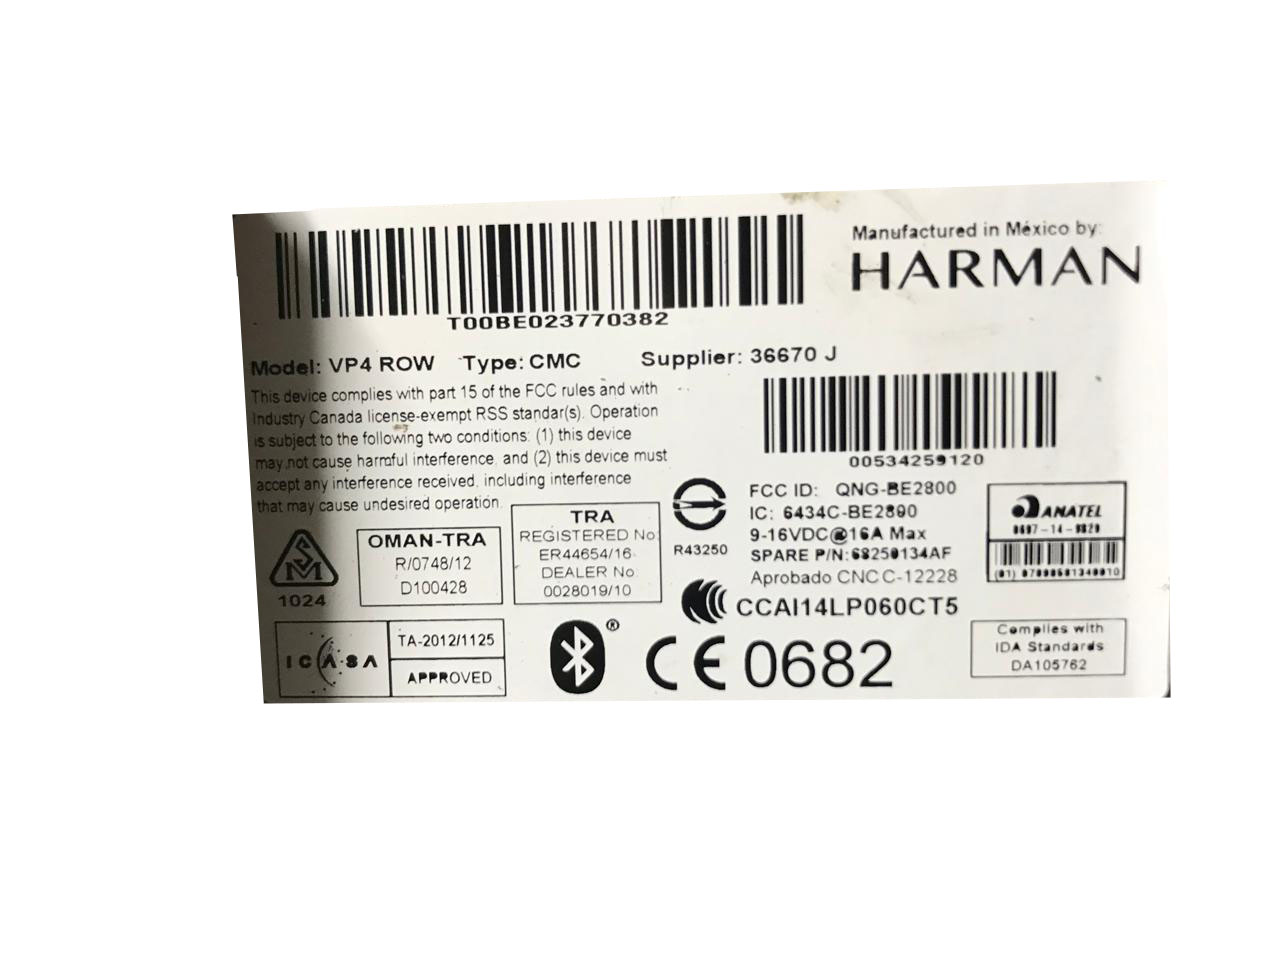 Manufactured in México by:
HARMAN
T00BE023770382
Model: VP4 ROW Type: CMC Supplier: 36670 J
This device complies with part 15 of the FCC rules and with
Industry Canada license-exempt RSS standar(s). Operation
is subject to the following two conditions: (1) this device
may not cause harmful interference, and (2) this device must
accept any interference received, including interference
that may cause undesired operation.
00534259120
FCC ID: QNG-BE2800
IC: 6434C-BE2800
9-16VDC@16A Max
SPARE P/N:68250134AF
Aprobado CNCC-12228
CCAI14LP060CT5
R43250
ANATEL
SM
1024
OMAN-TRA
R/0748/12
D100428
TRA
REGISTERED No:
ER44654/16
DEALER No:
0028019/10
ICASA
TA-2012/1125
APPROVED
®
CE 0682
Complies with
IDA Standards
DA105762